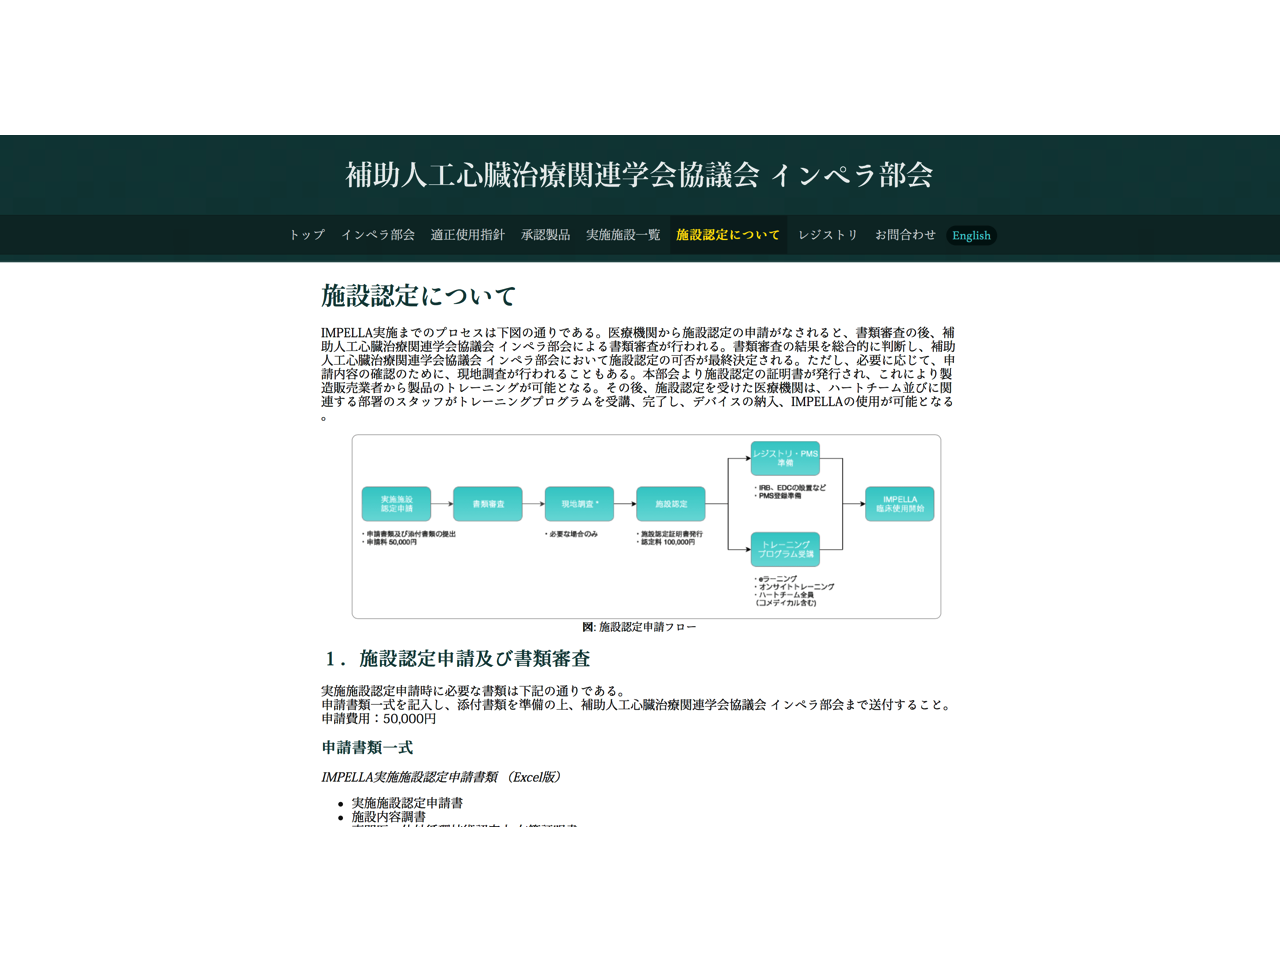 補助人工心臓治療関連学会協議会 インペラ部会
トップ インペラ部会 適正使用指針 承認製品 実施施設一覧 施設認定について レジストリ お問合わせ English
施設認定について
IMPELLA実施までのプロセスは下図の通りである。医療機関から施設認定の申請がなされると、書類審査の後、補
助人工心臓治療関連学会協議会 インペラ部会による書類審査が行われる。書類審査の結果を総合的に判断し、補助
人工心臓治療関連学会協議会 インペラ部会において施設認定の可否が最終決定される。ただし、必要に応じて、申
請内容の確認のために、現地調査が行われることもある。本部会より施設認定の証明書が発行され、これにより製
造販売業者から製品のトレーニングが可能となる。その後、施設認定を受けた医療機関は、ハートチーム並びに関
連する部署のスタッフがトレーニングプログラムを受講、完了し、デバイスの納入、IMPELLAの使用が可能となる
。
実施施設
認定申請
・申請書類及び添付書類の提出
・申請料 50,000円
書類審査
現地調査 *
・必要な場合のみ
施設認定
・施設認定証明書発行
・認定料 100,000円
レジストリ・PMS
準備
・IRB、EDCの設置など
・PMS登録準備
トレーニング
プログラム受講
・eラーニング
・オンサイトトレーニング
・ハートチーム全員
（コメディカル含む)
IMPELLA
臨床使用開始
図: 施設認定申請フロー
１．施設認定申請及び書類審査
実施施設認定申請時に必要な書類は下記の通りである。
申請書類一式を記入し、添付書類を準備の上、補助人工心臓治療関連学会協議会 インペラ部会まで送付すること。
申請費用：50,000円
申請書類一式
IMPELLA実施施設認定申請書類 （Excel版）
• 実施施設認定申請書
• 施設内容調書